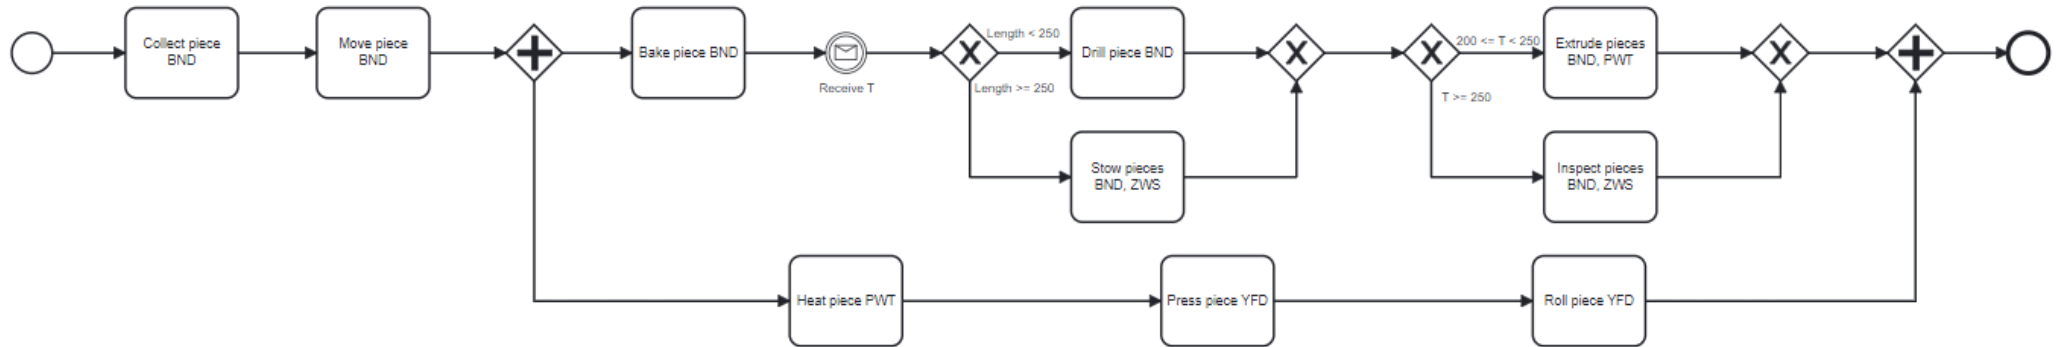 Collect piece
BND
Move piece
BND
Bake piece BND
Receive T
Length < 250
Length >= 250
Drill piece BND
Stow pieces
BND, ZWS
200 <= T < 250
T >= 250
Extrude pieces
BND, PWT
Inspect pieces
BND, ZWS
Heat piece PWT
Press piece YFD
Roll piece YFD